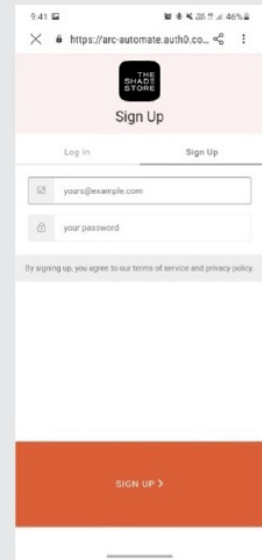 9:41
46%
https://arc-automate.auth0.co...
THE
SHADE
STORE
Sign Up
Log In
Sign Up
yours@example.com
your password
By signing up, you agree to our terms of service and privacy policy.
SIGN UP >